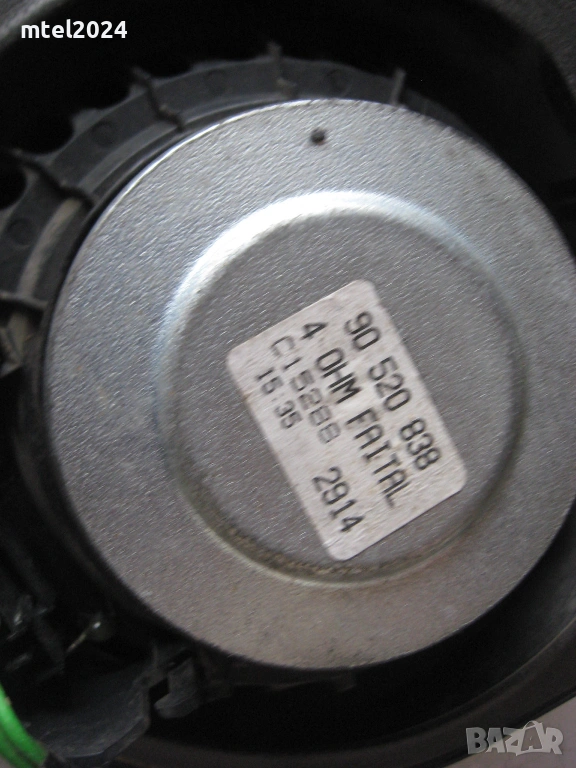 mtel2024
90 520 838
4 OHM FAITAL
C15288 2914
15 35
BAZAR